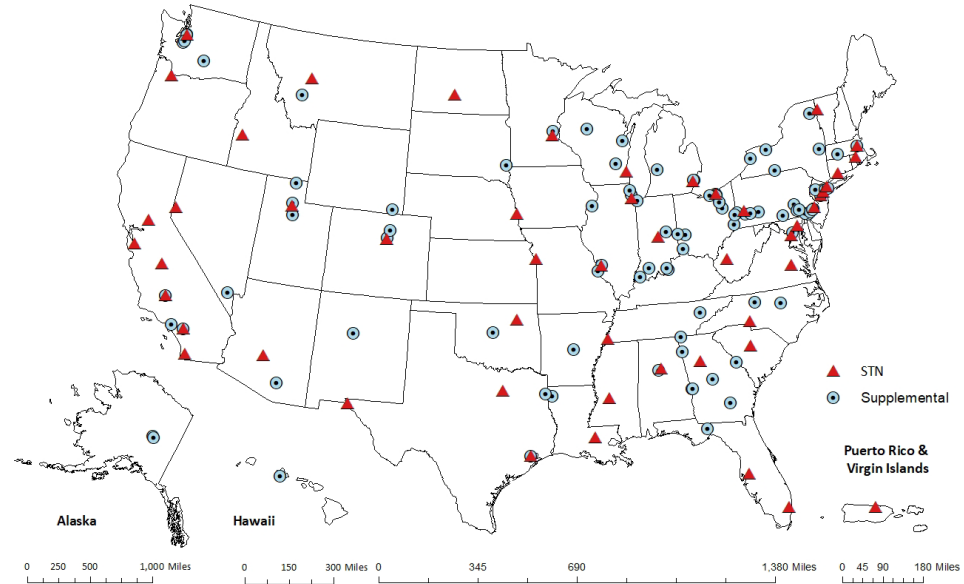 STN
Supplemental
Puerto Rico &
Virgin Islands
Alaska
Hawaii
0 250 500 1,000 Miles
0 150 300 Miles
0 345 690 1,380 Miles
0 45 90 180 Miles